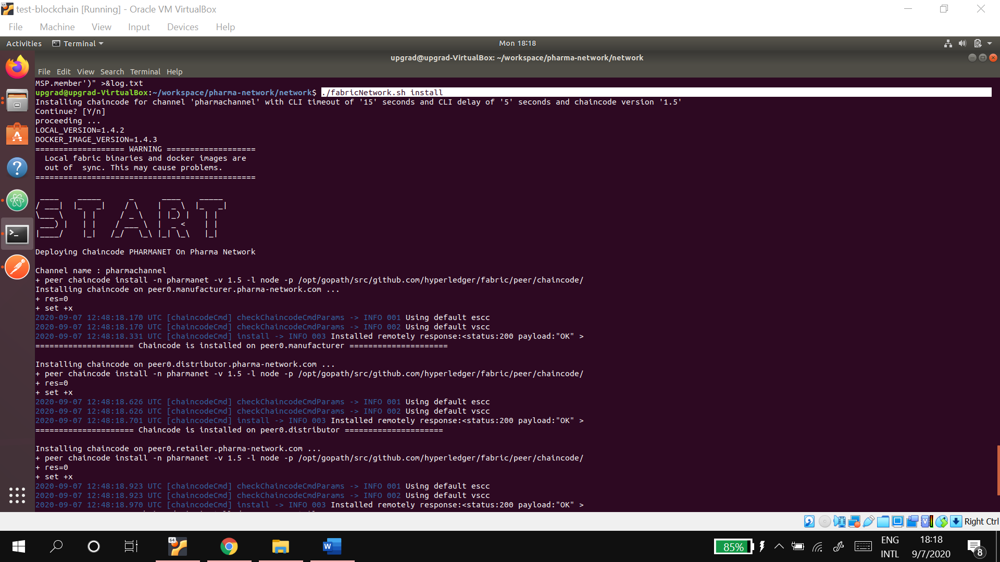 test-blockchain [Running] - Oracle VM VirtualBox
File Machine View Input Devices Help
Activities Terminal Mon 18:18
upgrad@upgrad-VirtualBox: ~/workspace/pharma-network/network
File Edit View Search Terminal Help
MSP.member')" >&log.txt
upgrad@upgrad-VirtualBox:~/workspace/pharma-network/network$ ./fabricNetwork.sh install
Installing chaincode for channel 'pharmachannel' with CLI timeout of '15' seconds and CLI delay of '5' seconds and chaincode version '1.5'
Continue? [Y/n]
proceeding ...
LOCAL_VERSION=1.4.2
DOCKER_IMAGE_VERSION=1.4.3
=================== WARNING ===================
Local fabric binaries and docker images are
out of  sync. This may cause problems.
===============================================
START
Deploying Chaincode PHARMANET On Pharma Network
Channel name : pharmachannel
+ peer chaincode install -n pharmanet -v 1.5 -l node -p /opt/gopath/src/github.com/hyperledger/fabric/peer/chaincode/
Installing chaincode on peer0.manufacturer.pharma-network.com ...
+ res=0
+ set +x
2020-09-07 12:48:18.170 UTC [chaincodeCmd] checkChaincodeCmdParams -> INFO 001 Using default escc
2020-09-07 12:48:18.170 UTC [chaincodeCmd] checkChaincodeCmdParams -> INFO 002 Using default vscc
2020-09-07 12:48:18.331 UTC [chaincodeCmd] install -> INFO 003 Installed remotely response:<status:200 payload:"OK" >
===================== Chaincode is installed on peer0.manufacturer =====================
Installing chaincode on peer0.distributor.pharma-network.com ...
+ peer chaincode install -n pharmanet -v 1.5 -l node -p /opt/gopath/src/github.com/hyperledger/fabric/peer/chaincode/
+ res=0
+ set +x
2020-09-07 12:48:18.626 UTC [chaincodeCmd] checkChaincodeCmdParams -> INFO 001 Using default escc
2020-09-07 12:48:18.626 UTC [chaincodeCmd] checkChaincodeCmdParams -> INFO 002 Using default vscc
2020-09-07 12:48:18.701 UTC [chaincodeCmd] install -> INFO 003 Installed remotely response:<status:200 payload:"OK" >
===================== Chaincode is installed on peer0.distributor =====================
Installing chaincode on peer0.retailer.pharma-network.com ...
+ peer chaincode install -n pharmanet -v 1.5 -l node -p /opt/gopath/src/github.com/hyperledger/fabric/peer/chaincode/
+ res=0
+ set +x
2020-09-07 12:48:18.923 UTC [chaincodeCmd] checkChaincodeCmdParams -> INFO 001 Using default escc
2020-09-07 12:48:18.923 UTC [chaincodeCmd] checkChaincodeCmdParams -> INFO 002 Using default vscc
2020-09-07 12:48:18.970 UTC [chaincodeCmd] install -> INFO 003 Installed remotely response:<status:200 payload:"OK" >
Right Ctrl
64
85%
ENG
INTL
18:18
9/7/2020
8